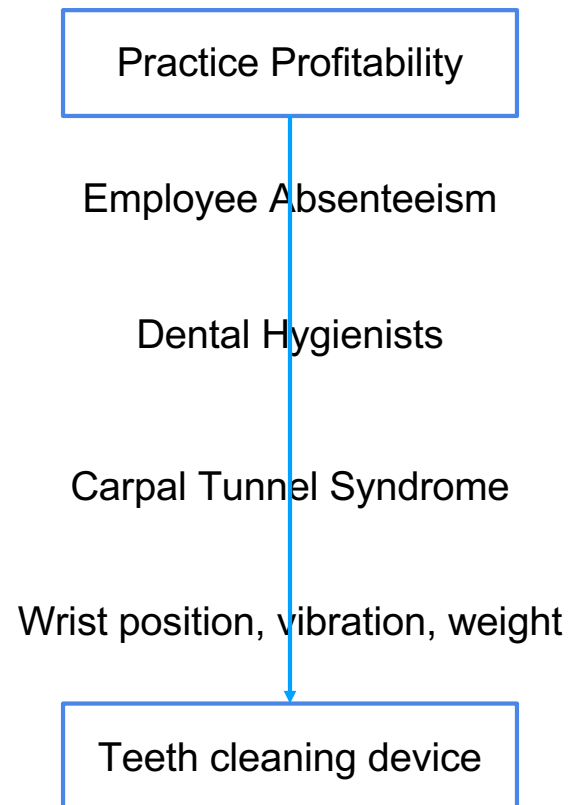 Practice Profitability
Employee Absenteeism
Dental Hygienists
Carpal Tunnel Syndrome
Wrist position, vibration, weight
Teeth cleaning device